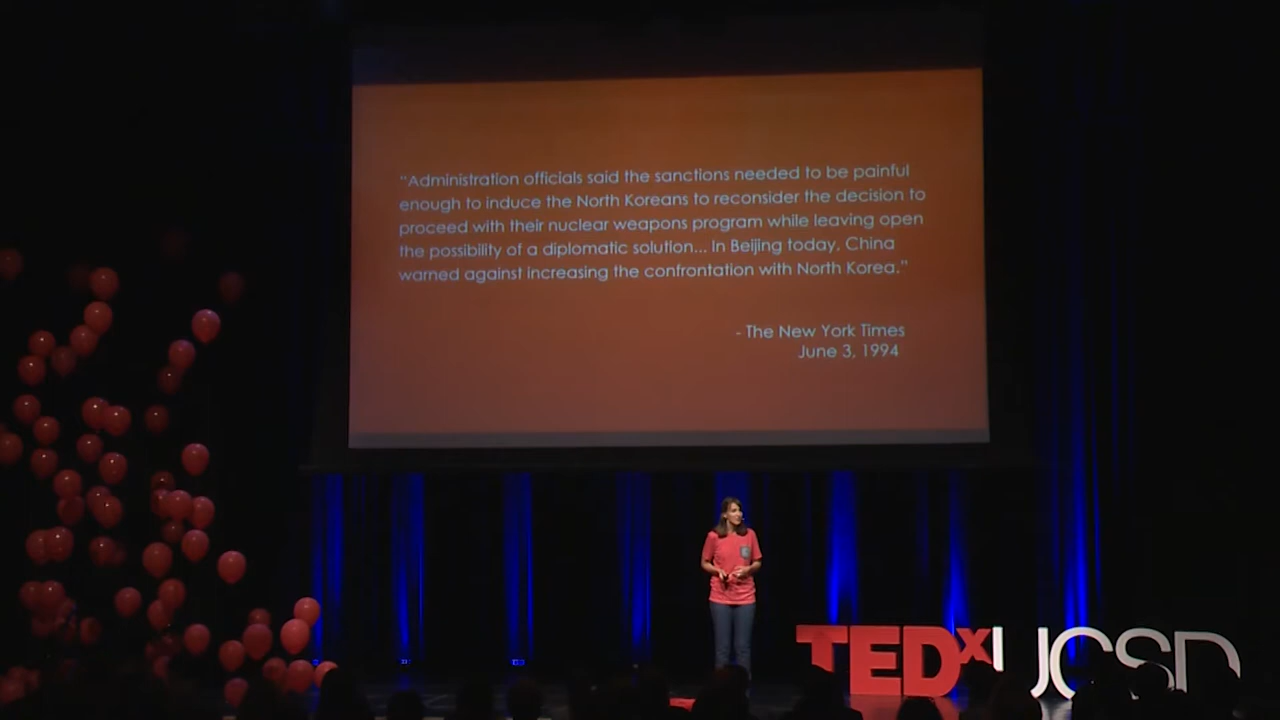 “Administration officials said the sanctions needed to be painful
enough to induce the North Koreans to reconsider the decision to
proceed with their nuclear weapons program while leaving open
the possibility of a diplomatic solution... In Beijing today, China
warned against increasing the confrontation with North Korea.”
- The New York Times
June 3, 1994
TEDxUCSD